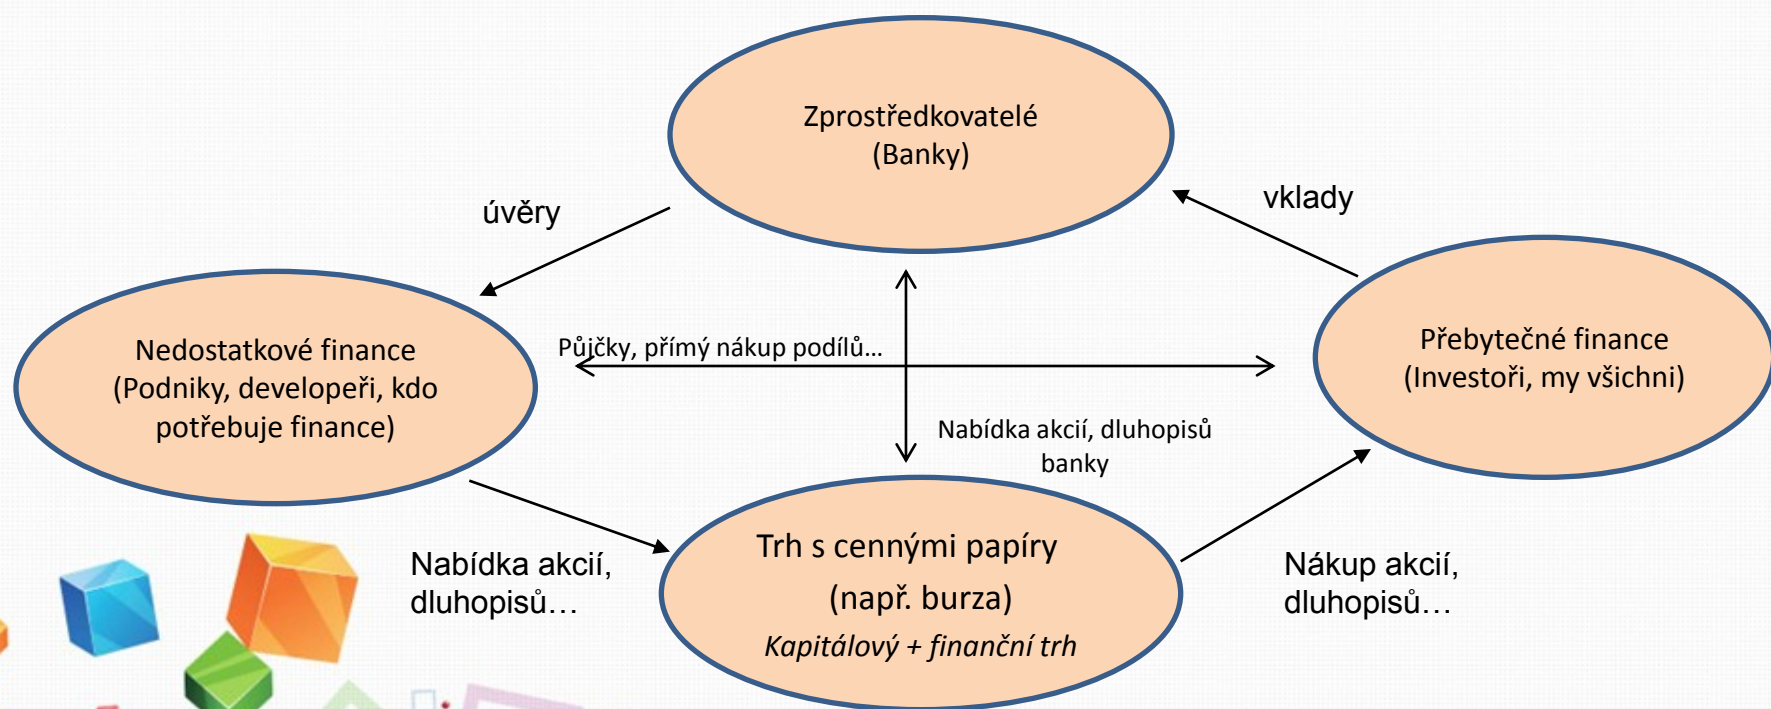 Zprostředkovatelé
(Banky)
úvěry
vklady
Nedostatkové finance
(Podniky, developeři, kdo
potřebuje finance)
Půjčky, přímý nákup podílů…
Přebytečné finance
(Investoři, my všichni)
Nabídka akcií, dluhopisů
banky
Nabídka akcií,
dluhopisů…
Trh s cennými papíry
(např. burza)
Kapitálový + finanční trh
Nákup akcií,
dluhopisů…